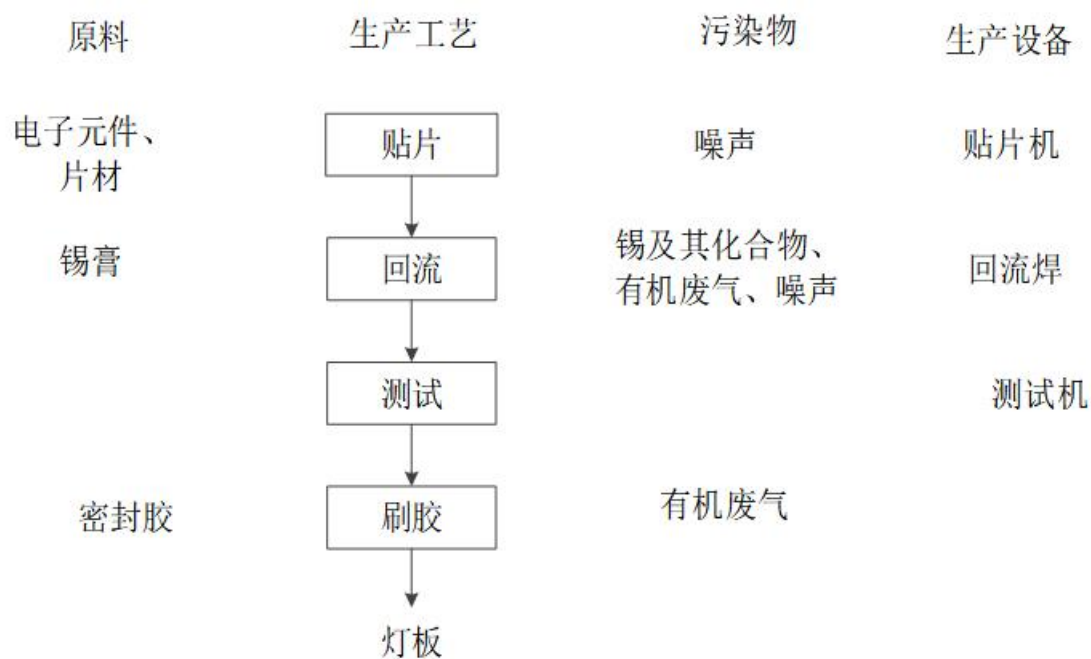 原料 生产工艺 污染物 生产设备
电子元件、
片材
贴片 噪声 贴片机
锡膏 回流 锡及其化合物、
有机废气、噪声
回流焊
测试 测试机
密封胶 刷胶 有机废气
灯板